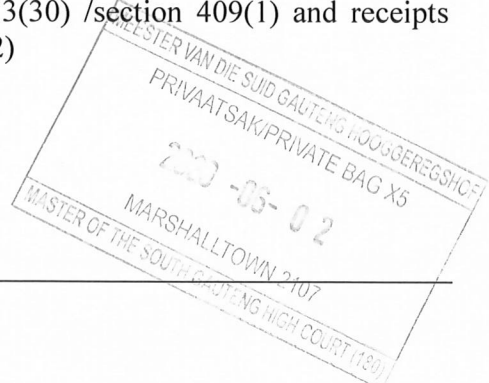 3(30) /section 409(1) and receipts
2)
MEESTER VAN DIE SUID GAUTENG HOOGGEREGSHOF
PRIVAATSAK/PRIVATE BAG X5
-06- 02
MARSHALLTOWN 2107
MASTER OF THE SOUTH GAUTENG HIGH COURT